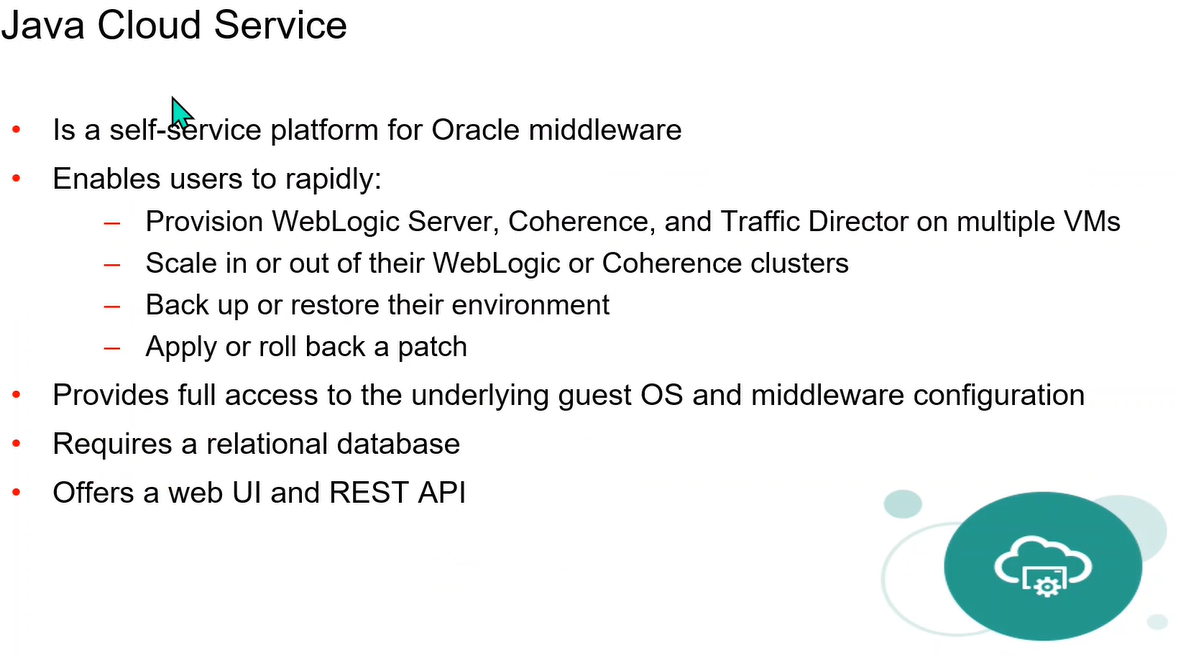 Java Cloud Service
• Is a self-service platform for Oracle middleware
• Enables users to rapidly:
– Provision WebLogic Server, Coherence, and Traffic Director on multiple VMs
– Scale in or out of their WebLogic or Coherence clusters
– Back up or restore their environment
– Apply or roll back a patch
• Provides full access to the underlying guest OS and middleware configuration
• Requires a relational database
• Offers a web UI and REST API